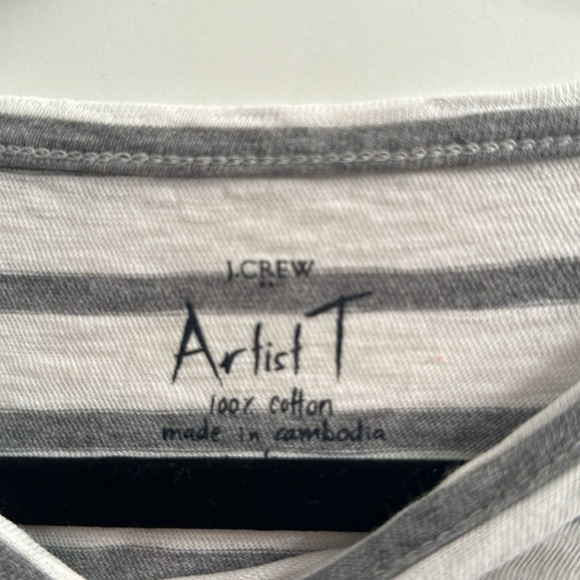 J.CREW
Artist T
100% cotton
made in cambodia